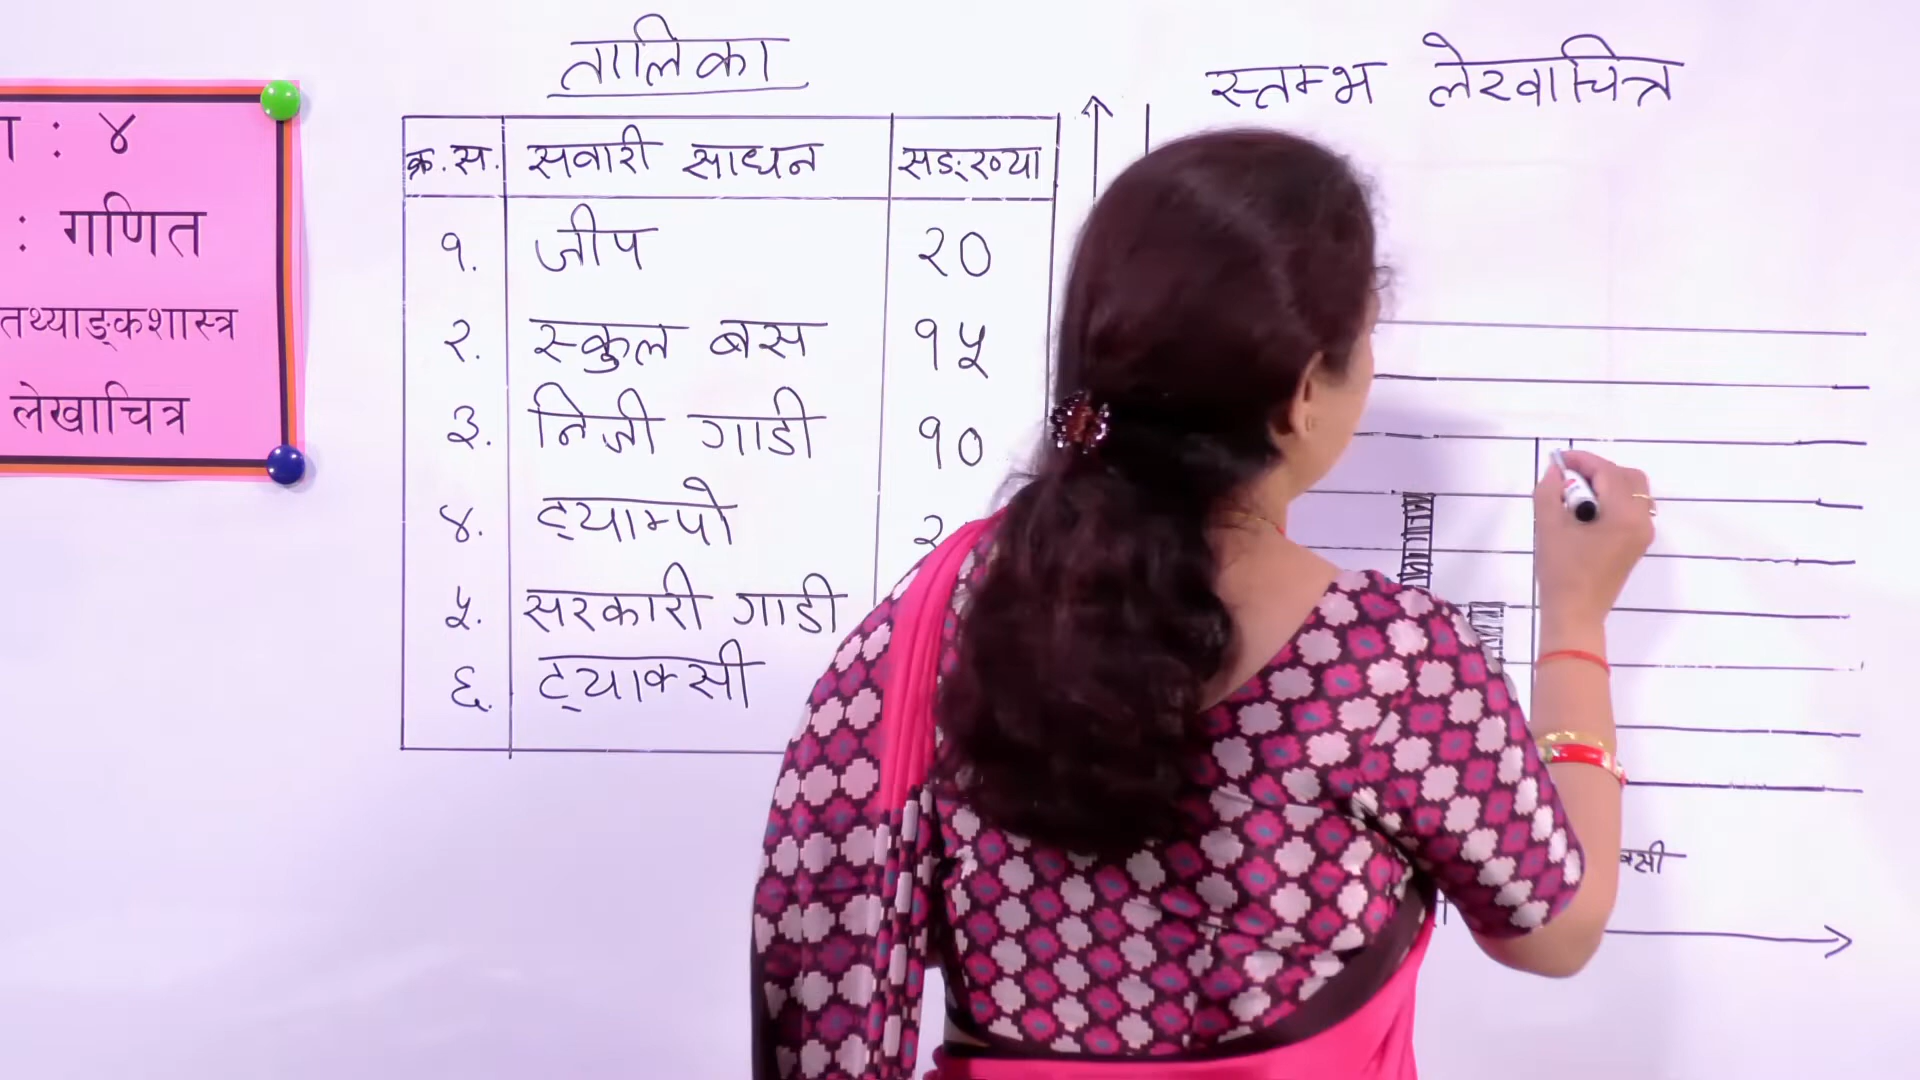 : ४
: गणित
तथ्याङ्कशास्त्र
लेखाचित्र
तालिका
क्र.स. सवारी साधन सङ्ख्या
१. जीप २०
२. स्कुल बस १५
३. निजी गाडी १०
४. ट्याम्पो
५. सरकारी गाडी
६. ट्याक्सी
स्तम्भ लेखाचित्र